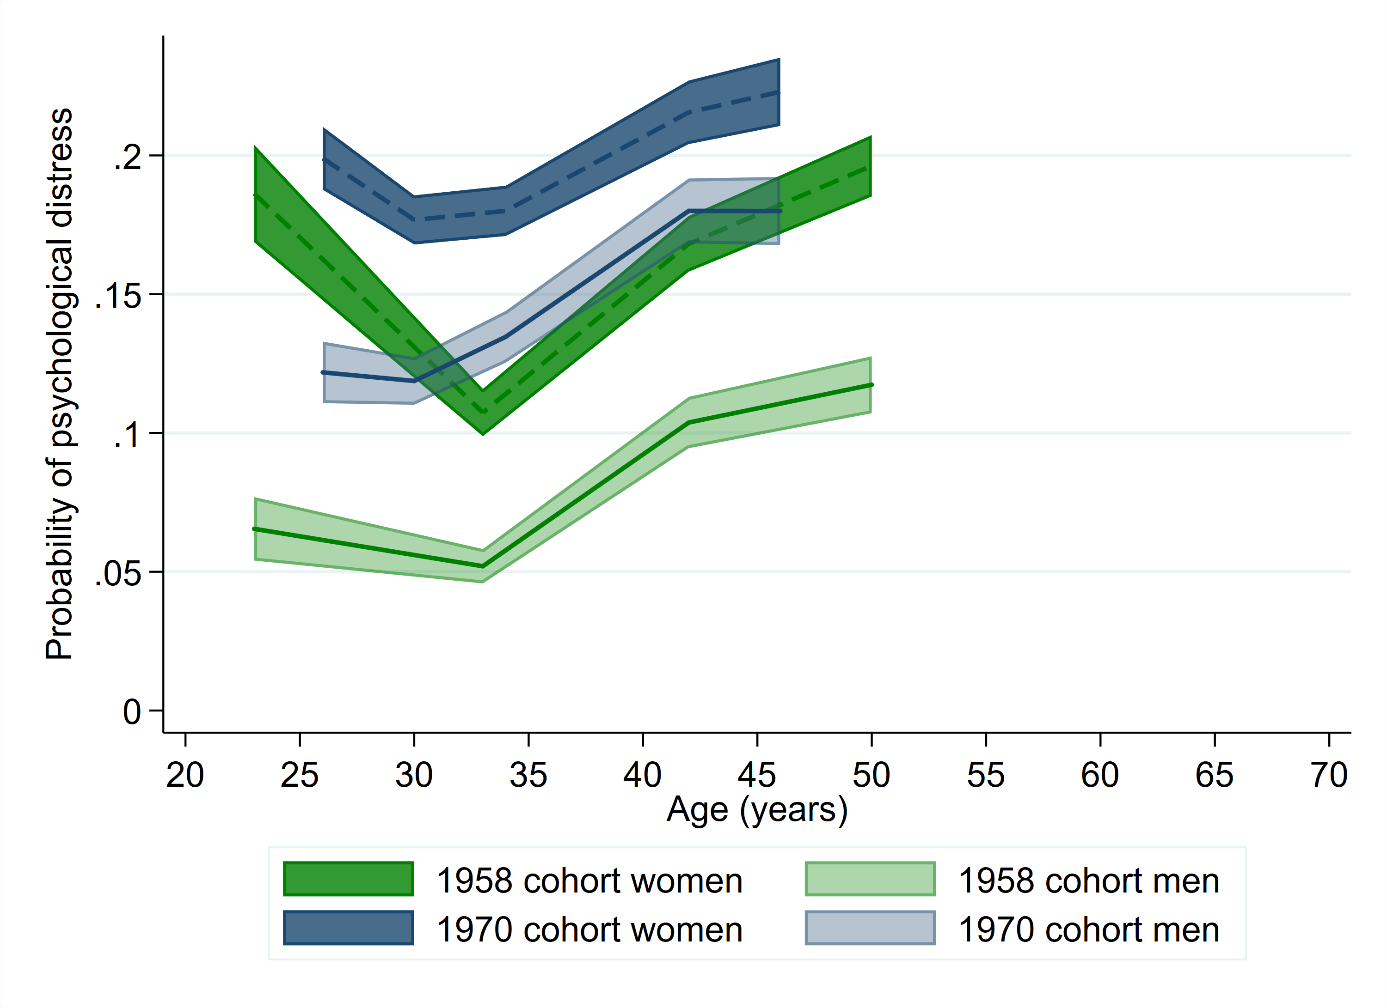 Probability of psychological distress
.2
.15
.1
.05
0
20 25 30 35 40 45 50 55 60 65 70
Age (years)
1958 cohort women 1958 cohort men
1970 cohort women 1970 cohort men